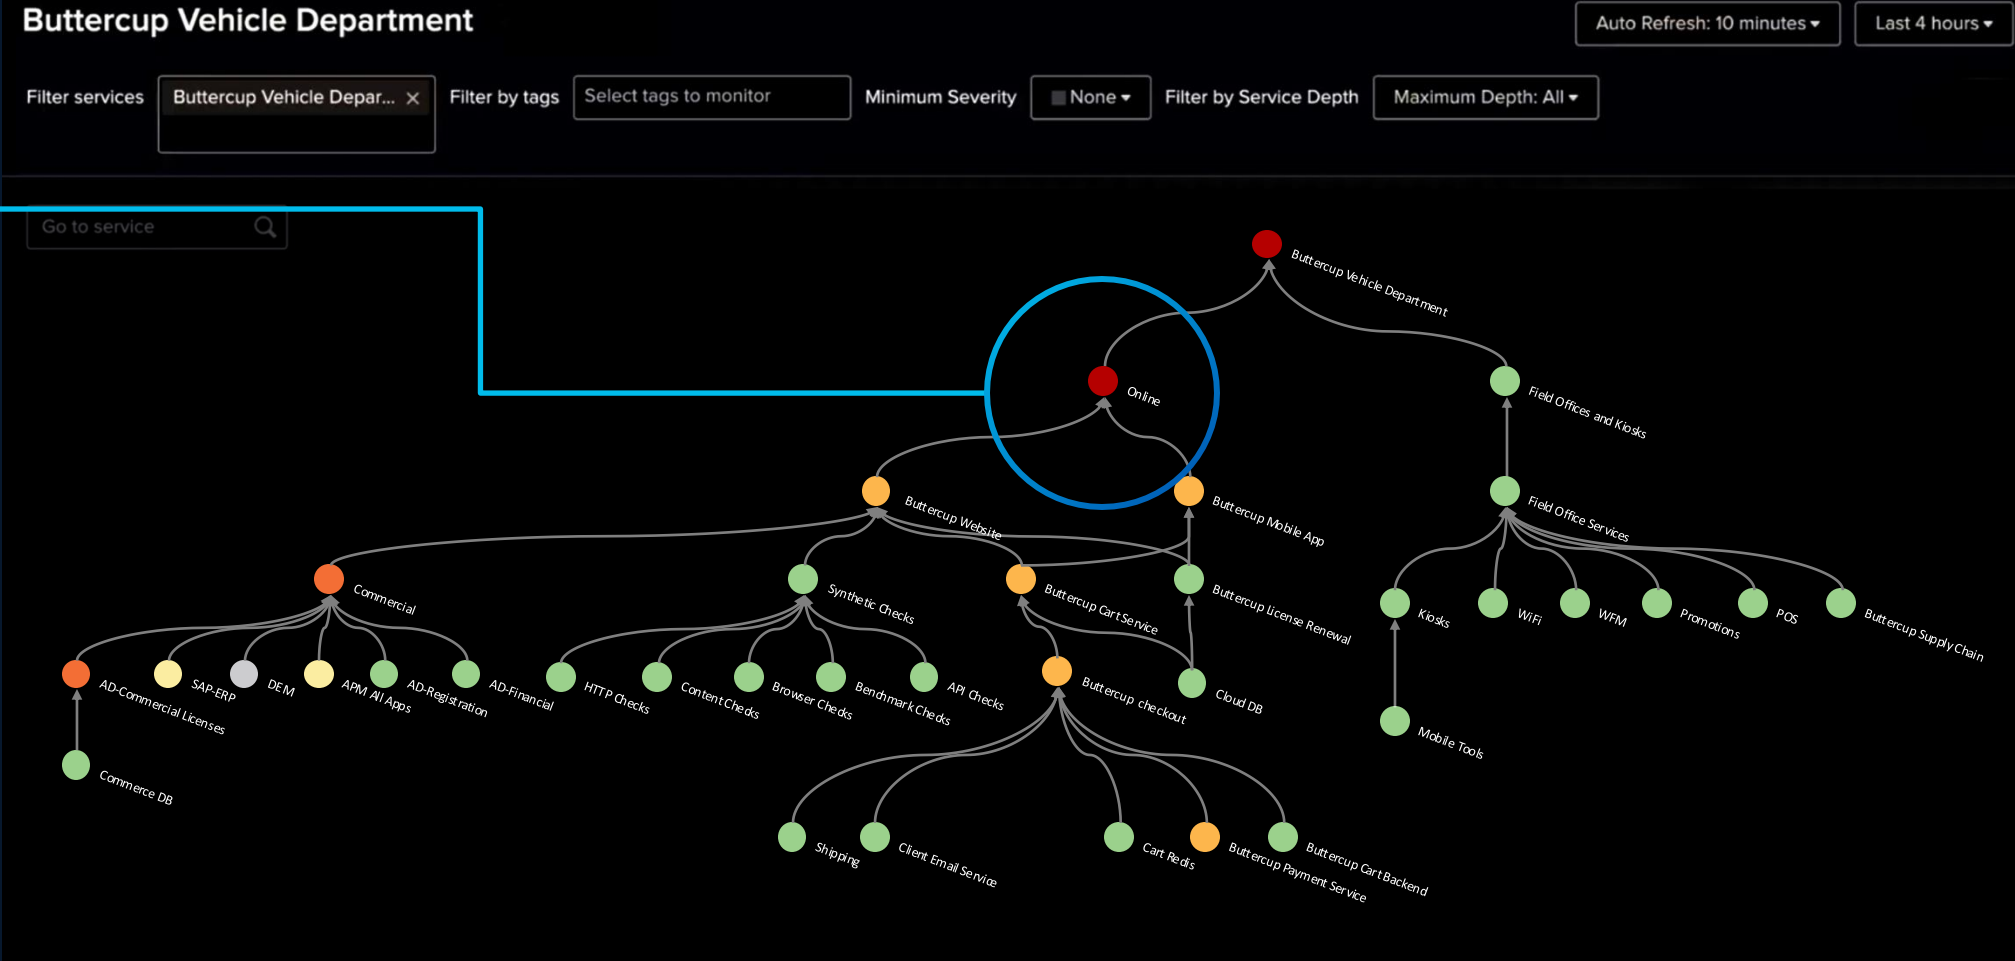 Buttercup Vehicle Department
Auto Refresh: 10 minutes
Last 4 hours
Filter services
Buttercup Vehicle Depar...
Filter by tags
Select tags to monitor
Minimum Severity
None
Filter by Service Depth
Maximum Depth: All
Go to service
Buttercup Vehicle Department
Online
Field Offices and Kiosks
Buttercup Website
Buttercup Mobile App
Field Office Services
Commercial
Synthetic Checks
Buttercup Cart Service
Buttercup License Renewal
Kiosks
WiFi
WFM
Promotions
POS
Buttercup Supply Chain
AD-Commercial Licenses
SAP-ERP
DEM
APM All Apps
AD-Registration
AD-Financial
HTTP Checks
Content Checks
Browser Checks
Benchmark Checks
API Checks
Buttercup checkout
Cloud DB
Mobile Tools
Commerce DB
Shipping
Client Email Service
Cart Redis
Buttercup Payment Service
Buttercup Cart Backend